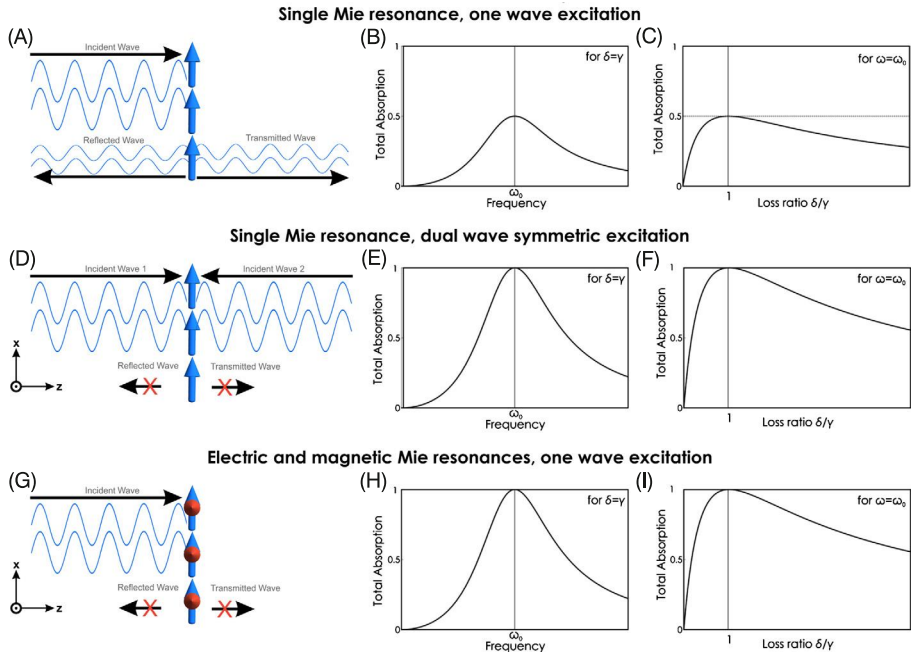 Single Mie resonance, one wave excitation
(A)
Incident Wave
Reflected Wave
Transmitted Wave
(B)
Total Absorption
1
0.5
0
for δ=γ
ω₀
Frequency
(C)
Total Absorption
1
0.5
0
for ω=ω₀
1
Loss ratio δ/γ
Single Mie resonance, dual wave symmetric excitation
(D)
Incident Wave 1
Incident Wave 2
Reflected Wave
Transmitted Wave
x
z
(E)
Total Absorption
1
0.5
0
for δ=γ
ω₀
Frequency
(F)
Total Absorption
1
0.5
0
for ω=ω₀
1
Loss ratio δ/γ
Electric and magnetic Mie resonances, one wave excitation
(G)
Incident Wave
Reflected Wave
Transmitted Wave
x
z
(H)
Total Absorption
1
0.5
0
for δ=γ
ω₀
Frequency
(I)
Total Absorption
1
0.5
0
for ω=ω₀
1
Loss ratio δ/γ